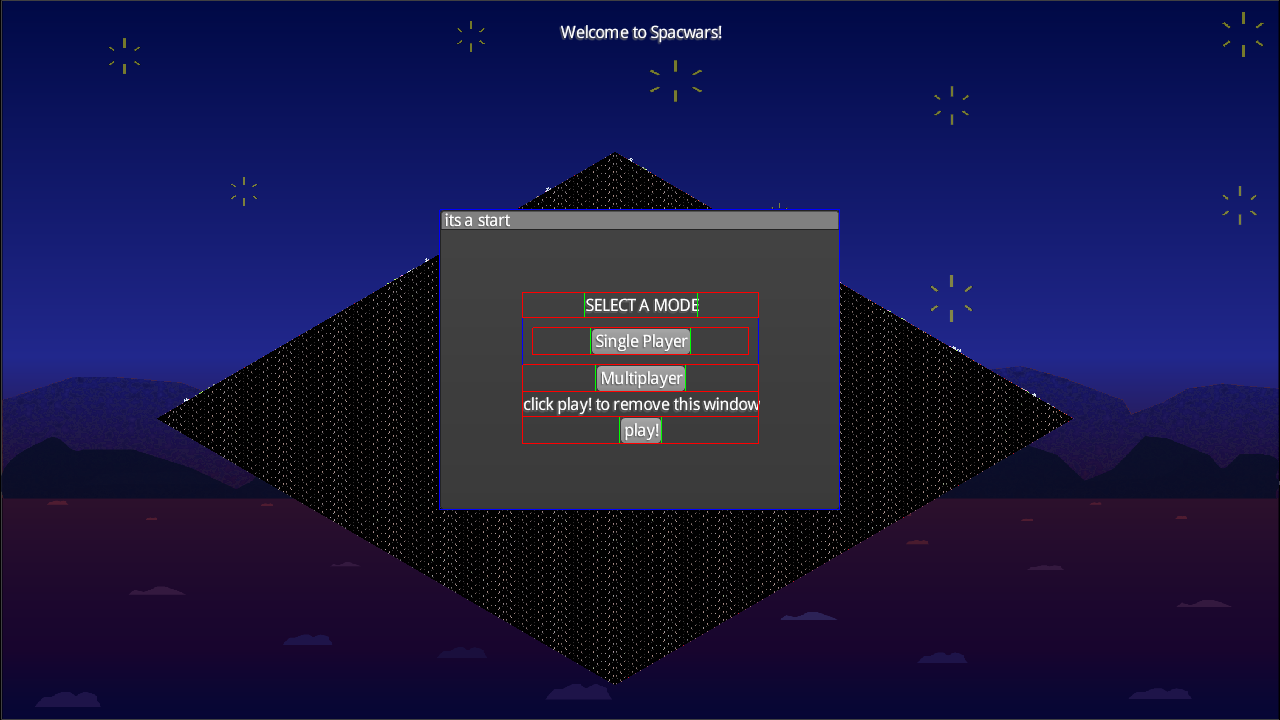 Welcome to Spacwars!
its a start
SELECT A MODE
Single Player
Multiplayer
click play! to remove this window
play!